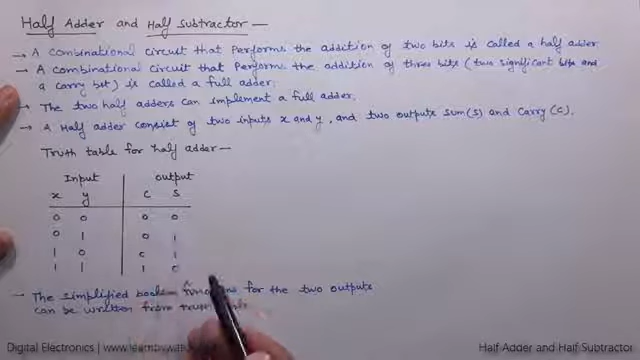 Half Adder and Half Subtractor —
→ A combinational circuit that performs the addition of two bits is called a half adder.
→ A combinational circuit that performs the addition of three bits (two significant bits and
a carry bit) is called a full adder.
→ The two half adders can implement a full adder.
→ A Half adder consist of two inputs x and y, and two outputs sum(S) and Carry (C).
Truth table for half adder —
Input output
x y C S
0 0 0 0
0 1 0 1
1 0 0 1
1 1 1 0
→ The simplified for the two outputs
can be written from truth
Digital Electronics Half Adder and Half Subtractor